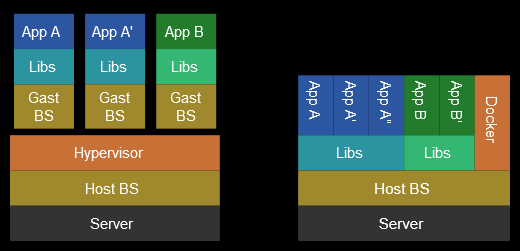 App A
App A'
App B
Libs
Libs
Libs
Gast
BS
Gast
BS
Gast
BS
Hypervisor
Host BS
Server
App A
App A'
App A"
App B
App B'
Docker
Libs
Libs
Host BS
Server